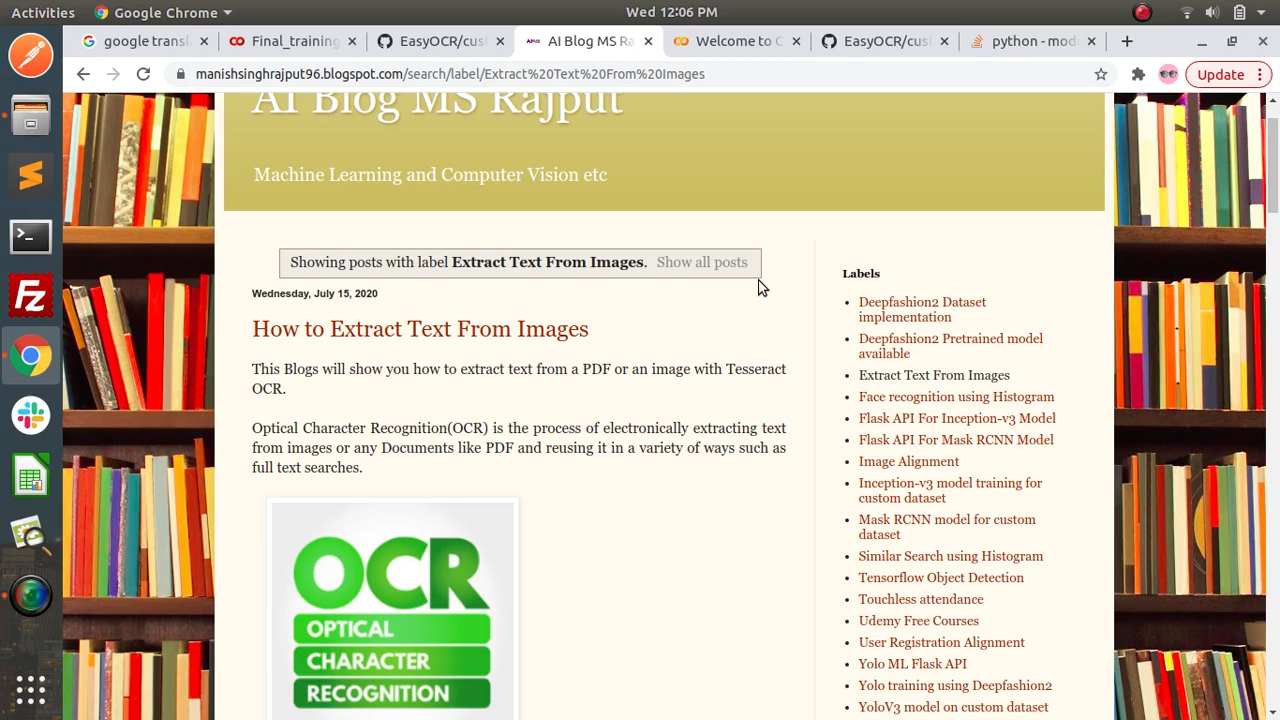 Activities
Google Chrome
Wed 12:06 PM
google transl
Final_training
EasyOCR/cus
AI Blog MS Ra
Welcome to C
EasyOCR/cus
python - mod
manishsinghrajput96.blogspot.com/search/label/Extract%20Text%20From%20Images
Update
AI Blog MS Rajput
Machine Learning and Computer Vision etc
Showing posts with label Extract Text From Images. Show all posts
Wednesday, July 15, 2020
How to Extract Text From Images
This Blogs will show you how to extract text from a PDF or an image with Tesseract
OCR.
Optical Character Recognition(OCR) is the process of electronically extracting text
from images or any Documents like PDF and reusing it in a variety of ways such as
full text searches.
OCR
OPTICAL
CHARACTER
RECOGNITION
Labels
Deepfashion2 Dataset
implementation
Deepfashion2 Pretrained model
available
Extract Text From Images
Face recognition using Histogram
Flask API For Inception-v3 Model
Flask API For Mask RCNN Model
Image Alignment
Inception-v3 model training for
custom dataset
Mask RCNN model for custom
dataset
Similar Search using Histogram
Tensorflow Object Detection
Touchless attendance
Udemy Free Courses
User Registration Alignment
Yolo ML Flask API
Yolo training using Deepfashion2
YoloV3 model on custom dataset